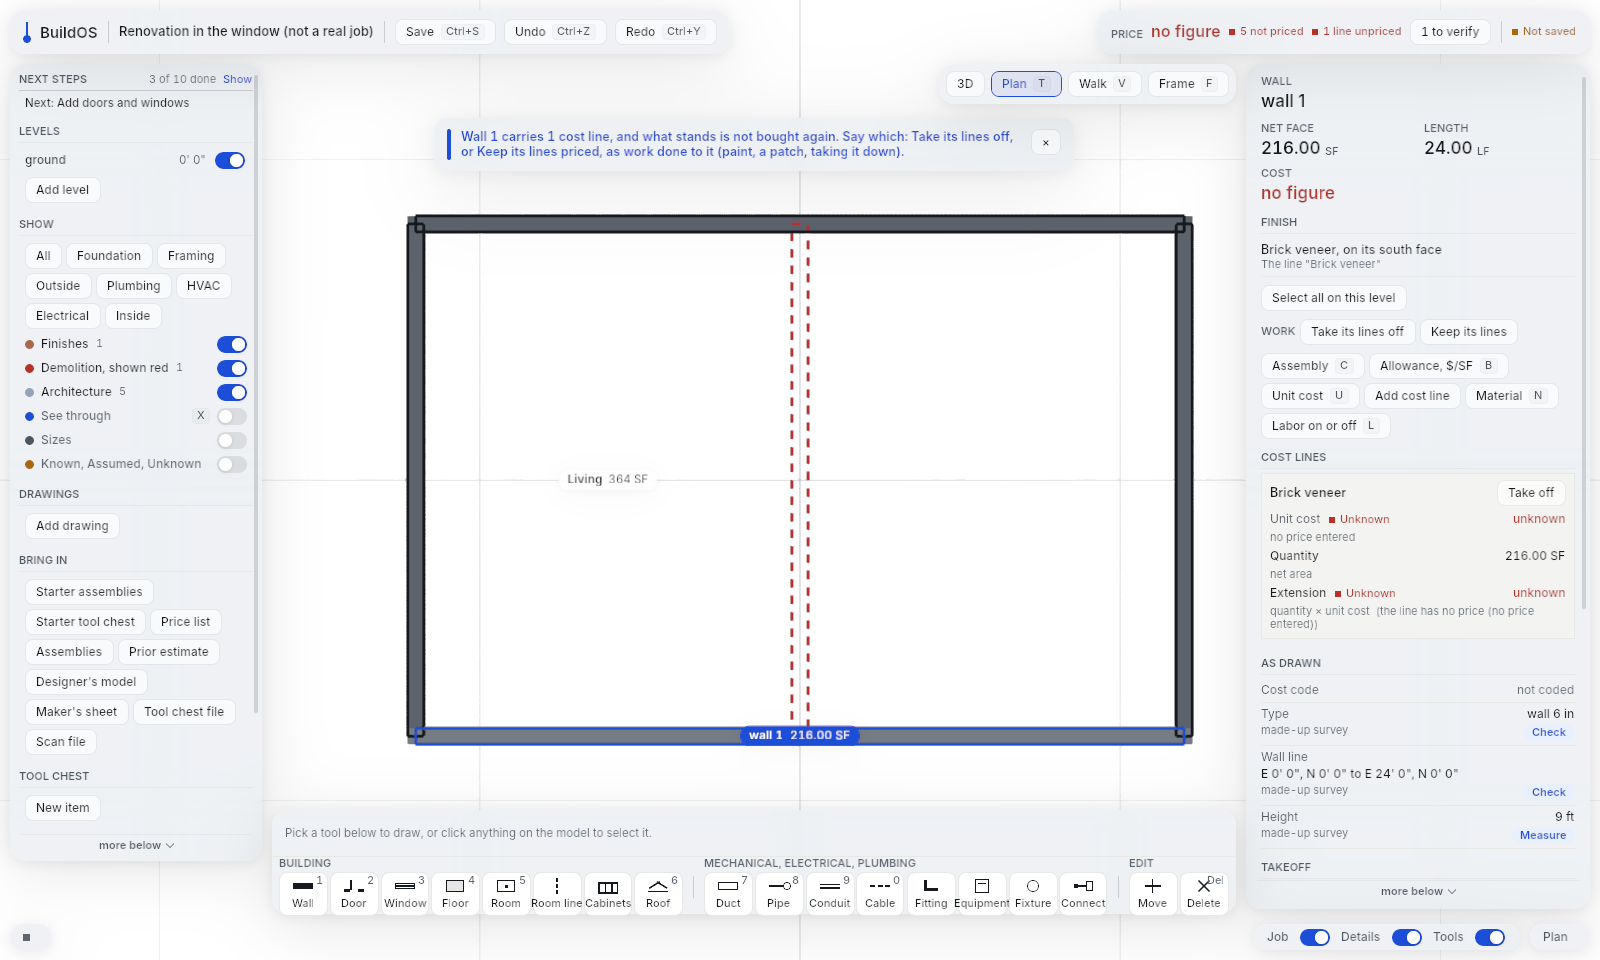 BuildOS
Renovation in the window (not a real job)
Save Ctrl+S
Undo Ctrl+Z
Redo Ctrl+Y
PRICE no figure 5 not priced 1 line unpriced 1 to verify Not saved
NEXT STEPS 3 of 10 done Show
Next: Add doors and windows
LEVELS
ground 0' 0"
Add level
SHOW
All Foundation Framing
Outside Plumbing HVAC
Electrical Inside
Finishes 1
Demolition, shown red 1
Architecture 5
See through X
Sizes
Known, Assumed, Unknown
DRAWINGS
Add drawing
BRING IN
Starter assemblies
Starter tool chest Price list
Assemblies Prior estimate
Designer's model
Maker's sheet Tool chest file
Scan file
TOOL CHEST
New item
more below
3D Plan T Walk V Frame F
Wall 1 carries 1 cost line, and what stands is not bought again. Say which: Take its lines off,
or Keep its lines priced, as work done to it (paint, a patch, taking it down).
×
Living 364 SF
wall 1 216.00 SF
Pick a tool below to draw, or click anything on the model to select it.
BUILDING
Wall 1 Door 2 Window 3 Floor 4 Room 5 Room line Cabinets Roof 6
MECHANICAL, ELECTRICAL, PLUMBING
Duct 7 Pipe 8 Conduit 9 Cable 0 Fitting Equipment Fixture Connect
EDIT
Move Delete Del
WALL
wall 1
NET FACE LENGTH
216.00 SF 24.00 LF
COST
no figure
FINISH
Brick veneer, on its south face
The line "Brick veneer"
Select all on this level
WORK Take its lines off Keep its lines
Assembly C Allowance, $/SF B
Unit cost U Add cost line Material N
Labor on or off L
COST LINES
Brick veneer Take off
Unit cost Unknown unknown
no price entered
Quantity 216.00 SF
net area
Extension Unknown unknown
quantity × unit cost (the line has no price (no price
entered))
AS DRAWN
Cost code not coded
Type wall 6 in
made-up survey Check
Wall line
E 0' 0", N 0' 0" to E 24' 0", N 0' 0"
made-up survey Check
Height 9 ft
made-up survey Measure
TAKEOFF
more below
Job Details Tools Plan